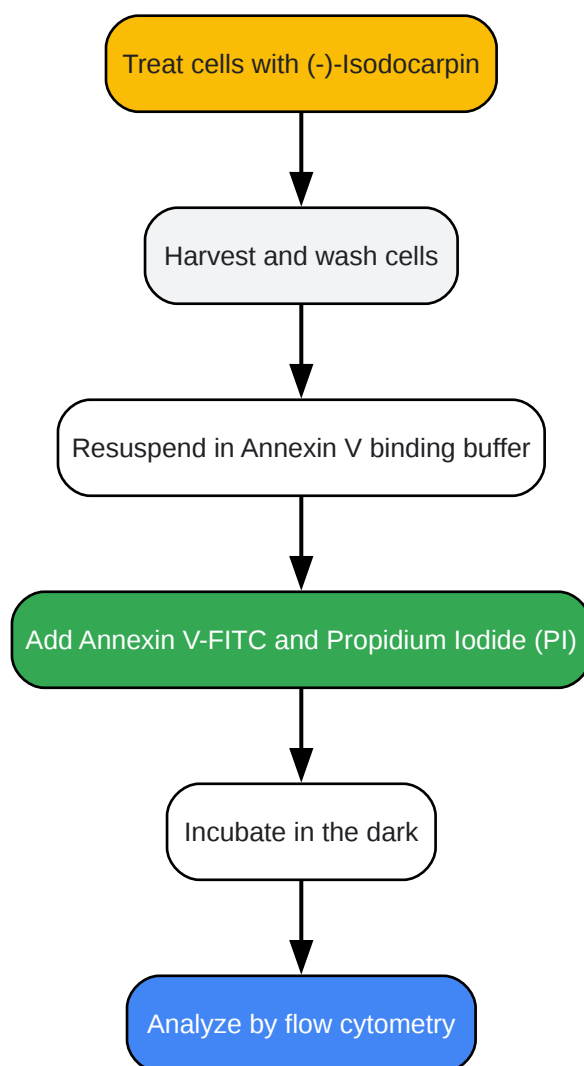 Treat cells with (-)-Isodocarpin
Harvest and wash cells
Resuspend in Annexin V binding buffer
Add Annexin V-FITC and Propidium Iodide (PI)
Incubate in the dark
Analyze by flow cytometry